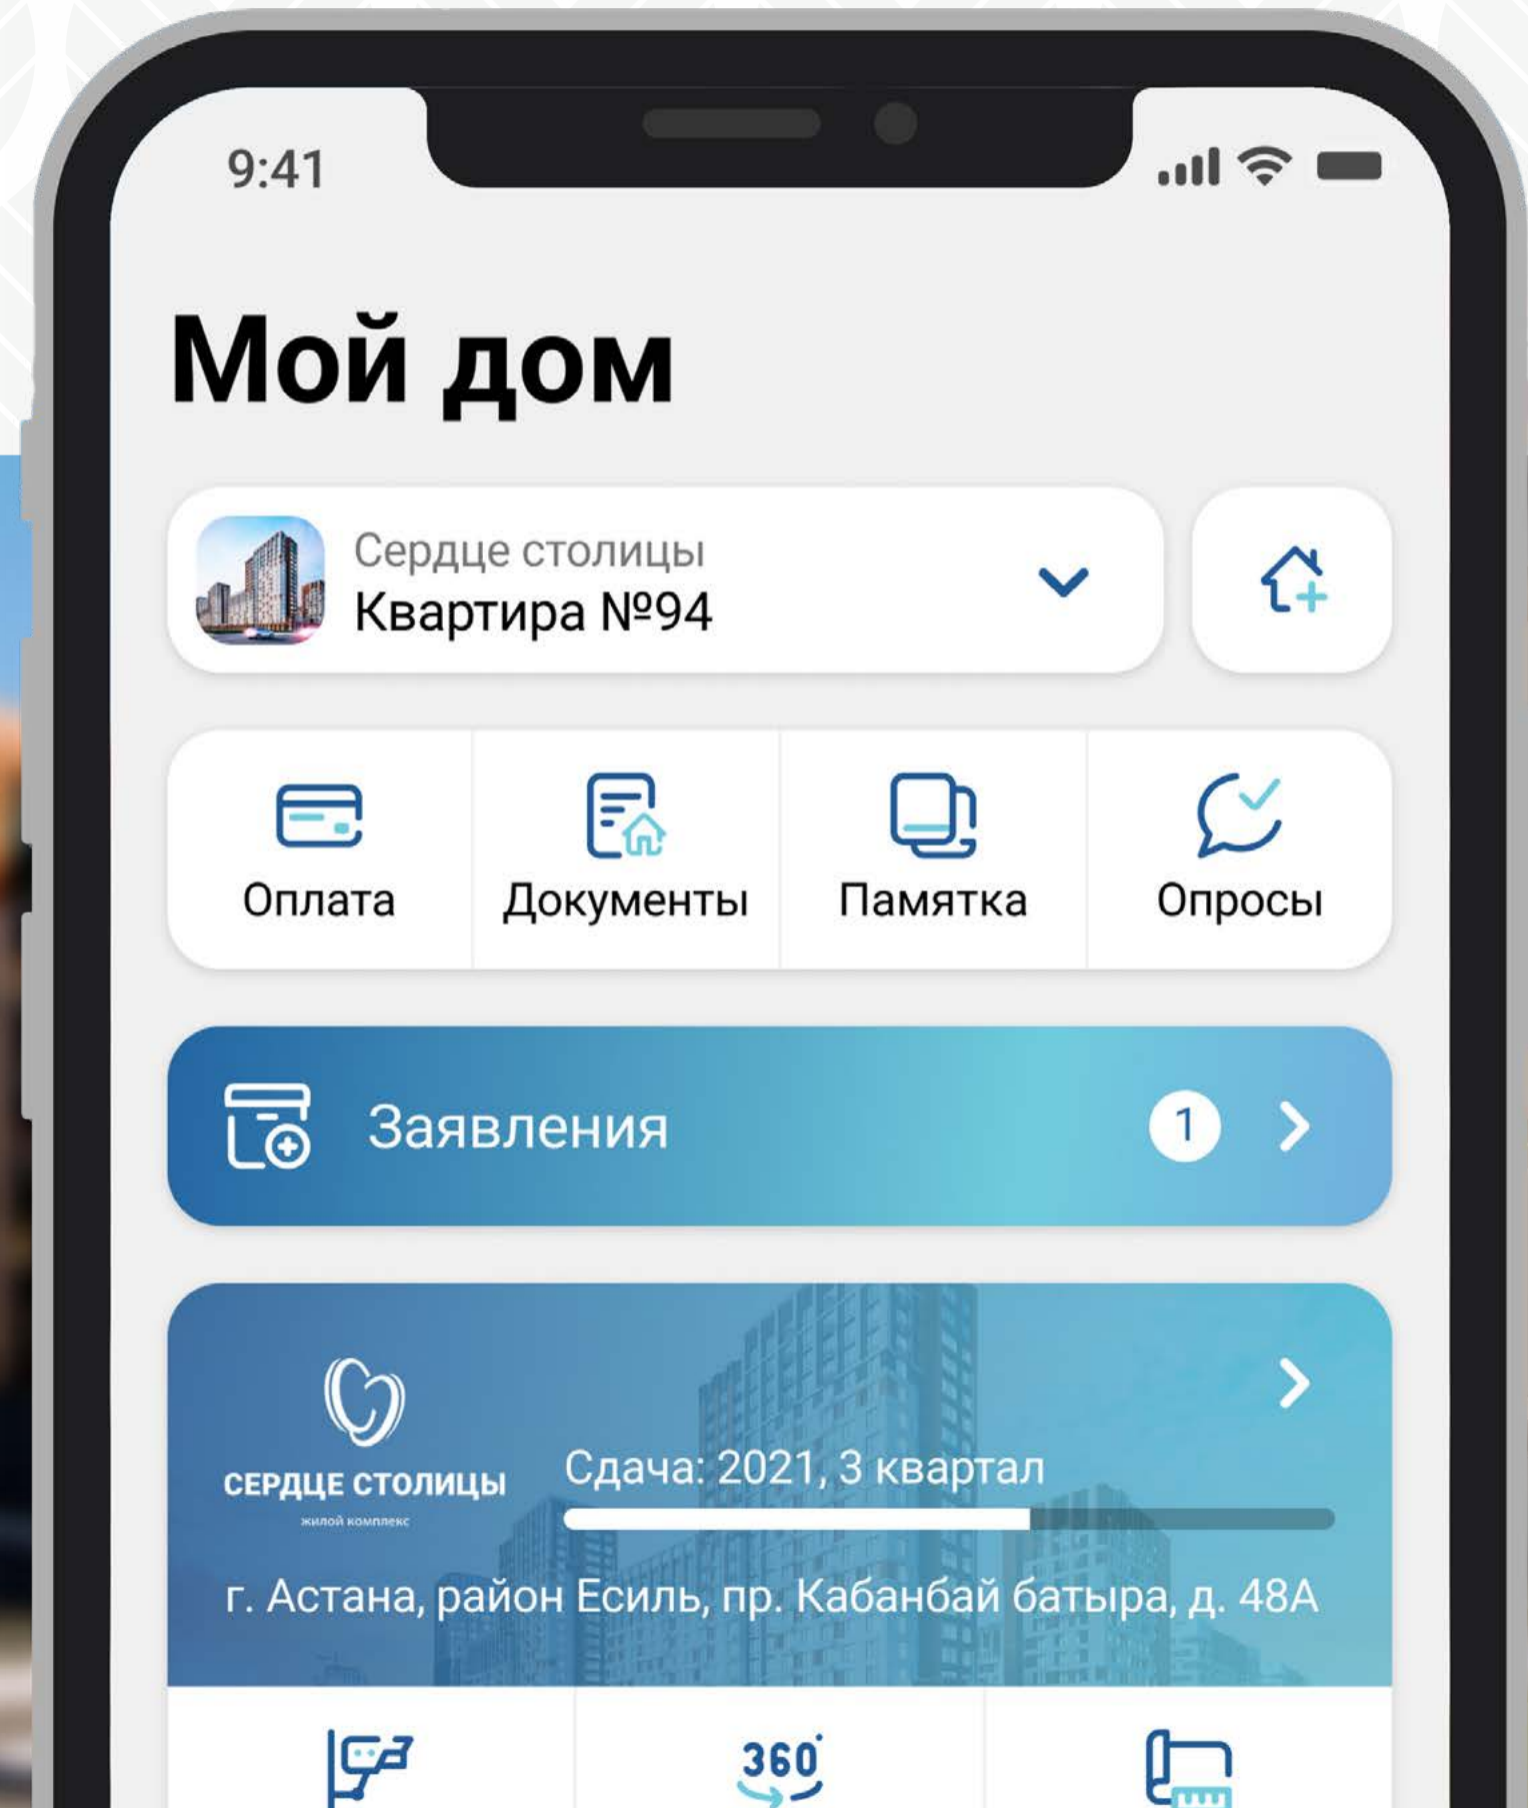 9:41
Мой дом
Сердце столицы
Квартира №94
Оплата
Документы
Памятка
Опросы
Заявления
1
СЕРДЦЕ СТОЛИЦЫ
жилой комплекс
Сдача: 2021, 3 квартал
г. Астана, район Есиль, пр. Кабанбай батыра, д. 48А
360°